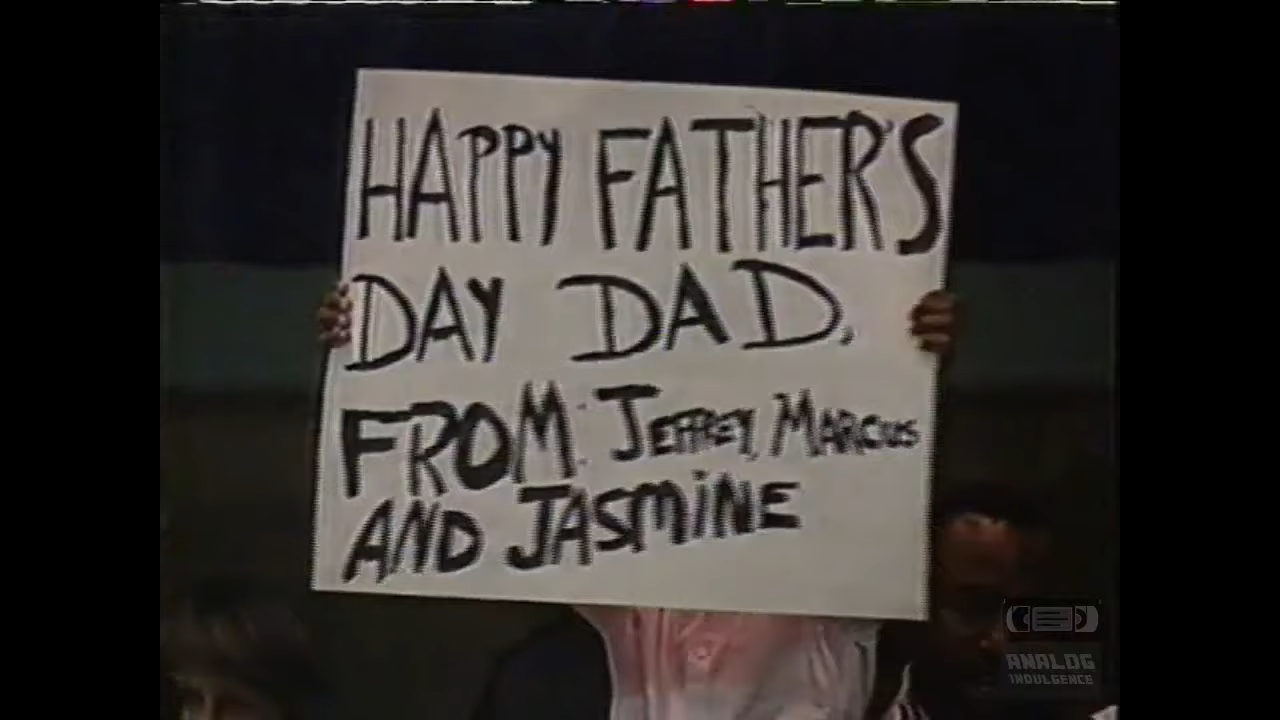 HAPPY FATHER'S
DAY DAD.
FROM: JEFFREY, MARCUS
AND JASMINE
ANALOG
INDULGENCE